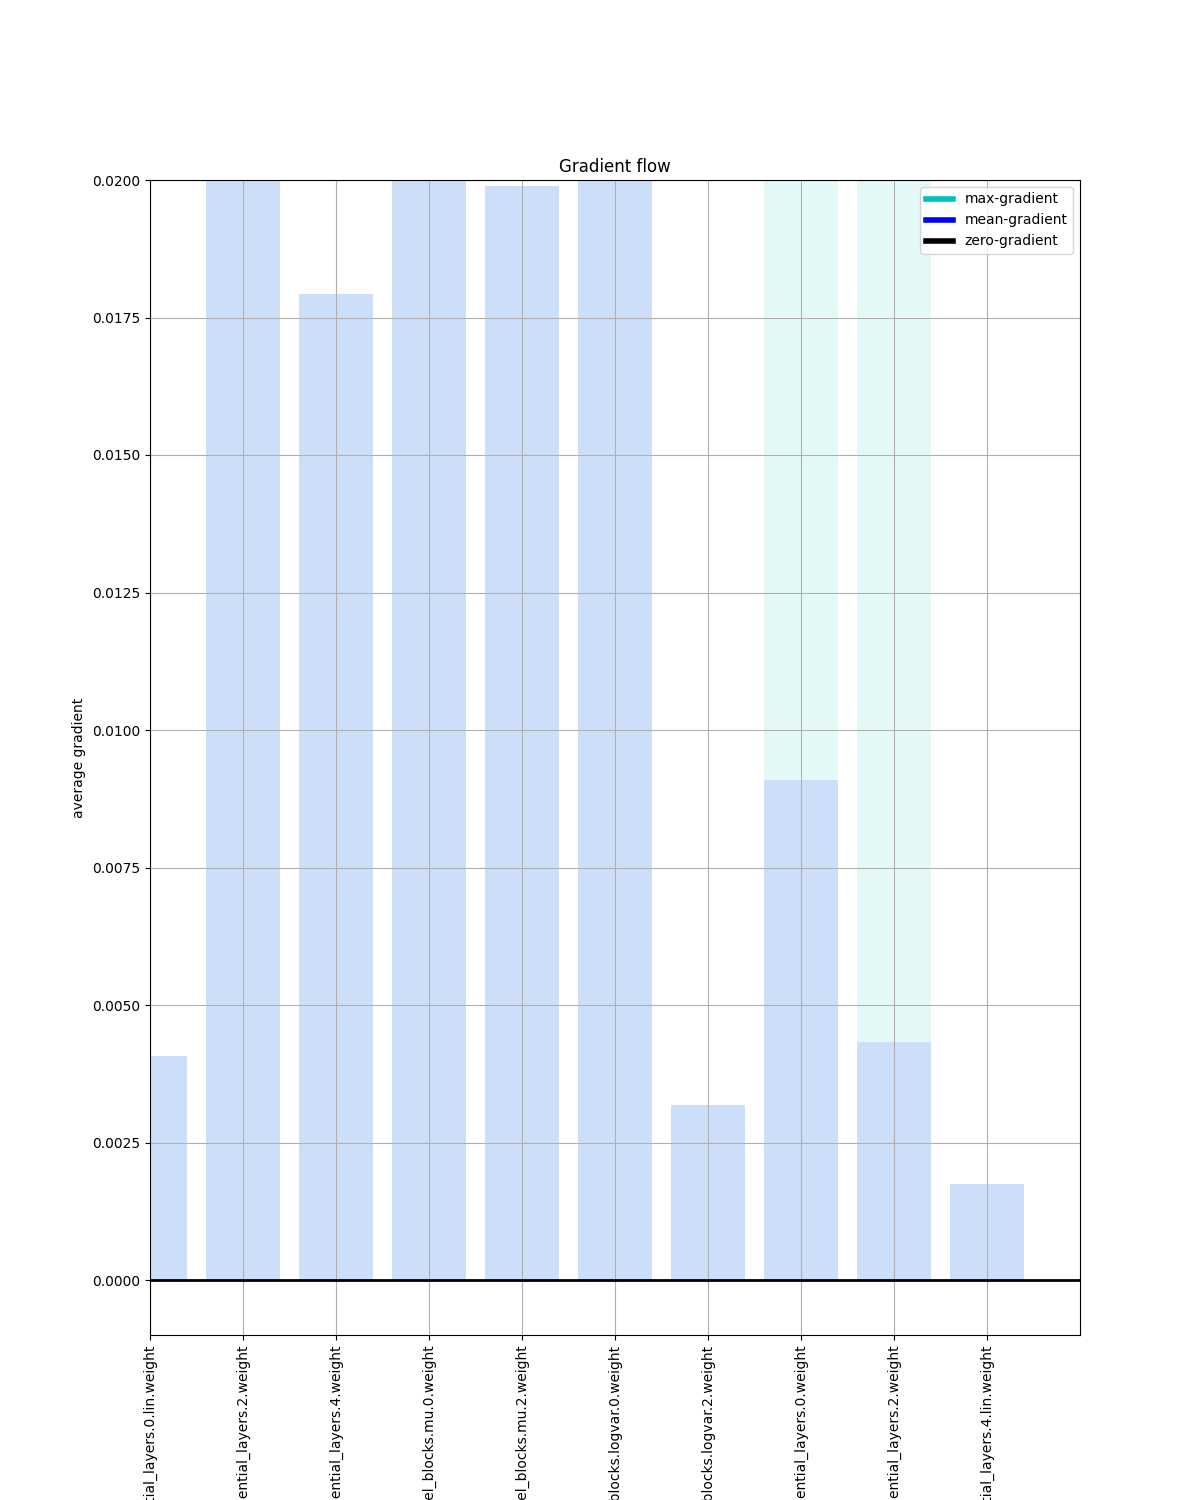 Gradient flow
max-gradient
mean-gradient
zero-gradient
0.0200
0.0175
0.0150
0.0125
0.0100
0.0075
0.0050
0.0025
0.0000
average gradient
tial_layers.0.lin.weight
ential_layers.2.weight
ential_layers.4.weight
el_blocks.mu.0.weight
el_blocks.mu.2.weight
blocks.logvar.0.weight
blocks.logvar.2.weight
ential_layers.0.weight
ential_layers.2.weight
tial_layers.4.lin.weight